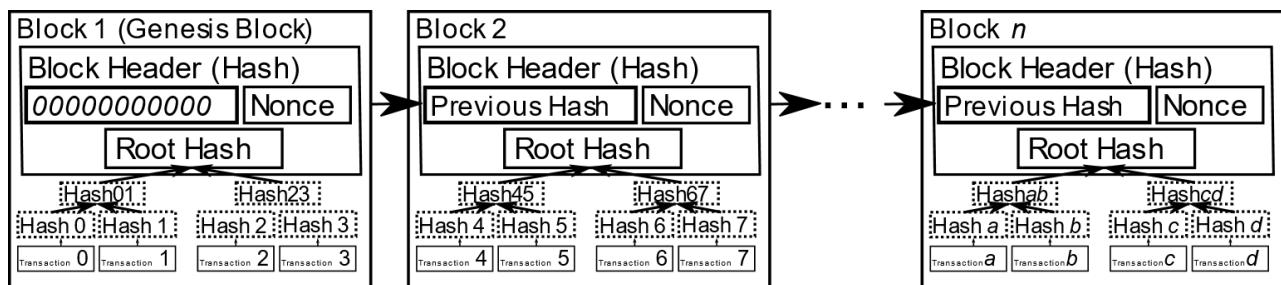 Block 1 (Genesis Block)
Block Header (Hash)
00000000000 Nonce
Root Hash
Hash01 Hash23
Hash 0 Hash 1 Hash 2 Hash 3
Transaction 0 Transaction 1 Transaction 2 Transaction 3
Block 2
Block Header (Hash)
Previous Hash Nonce
Root Hash
Hash45 Hash67
Hash 4 Hash 5 Hash 6 Hash 7
Transaction 4 Transaction 5 Transaction 6 Transaction 7
...
Block n
Block Header (Hash)
Previous Hash Nonce
Root Hash
Hashab Hashcd
Hash a Hash b Hash c Hash d
Transaction a Transaction b Transaction c Transaction d